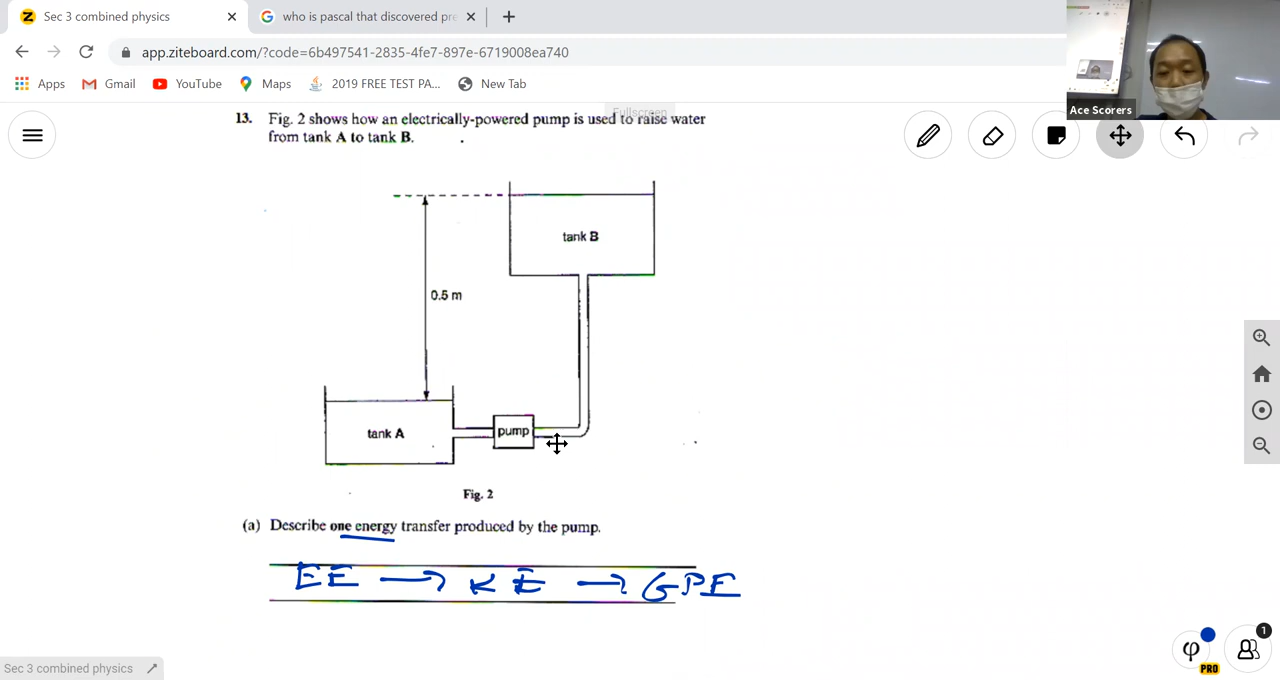 Sec 3 combined physics
who is pascal that discovered pre
app.ziteboard.com/?code=6b497541-2835-4fe7-897e-6719008ea740
Apps
Gmail
YouTube
Maps
2019 FREE TEST PA...
New Tab
Ace Scorers
Fullscreen
13. Fig. 2 shows how an electrically-powered pump is used to raise water
from tank A to tank B.
tank B
0.5 m
tank A
pump
Fig. 2
(a) Describe one energy transfer produced by the pump.
EE → KE → GPE
Sec 3 combined physics
1
PRO